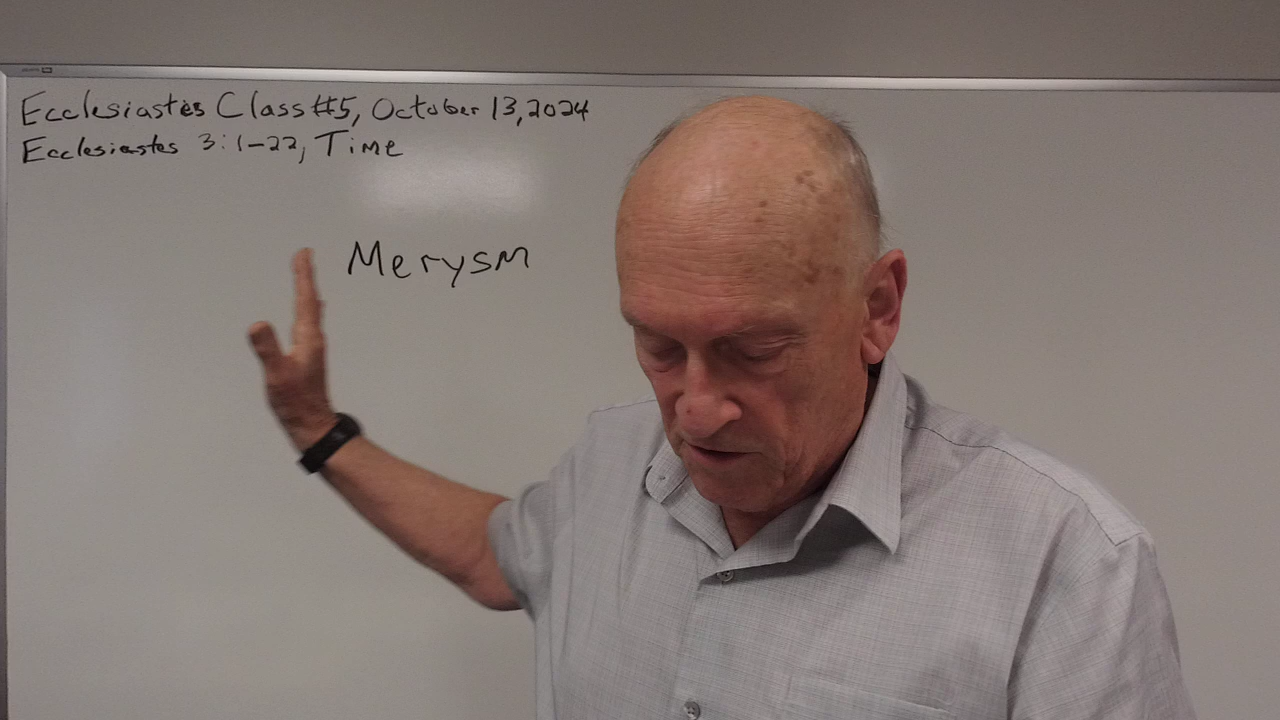 Ecclesiastes Class #5, October 13, 2024
Ecclesiastes 3:1-22, Time
Merysm